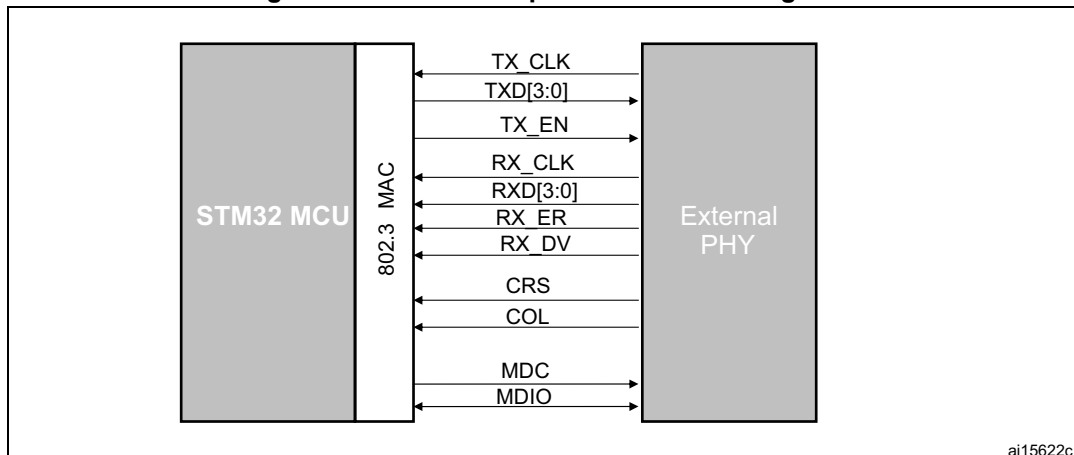 TX_CLK
TXD[3:0]
TX_EN
RX_CLK
RXD[3:0]
RX_ER
RX_DV
CRS
COL
MDC
MDIO
STM32 MCU
802.3 MAC
External
PHY
ai15622c